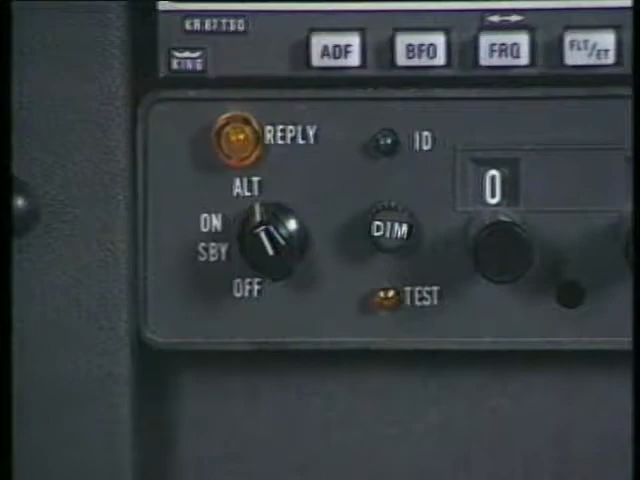 KR 87 TSO
KING
ADF
BFO
FRQ
FLT/ET
REPLY
ID
ALT
0
ON
DIM
SBY
OFF
TEST